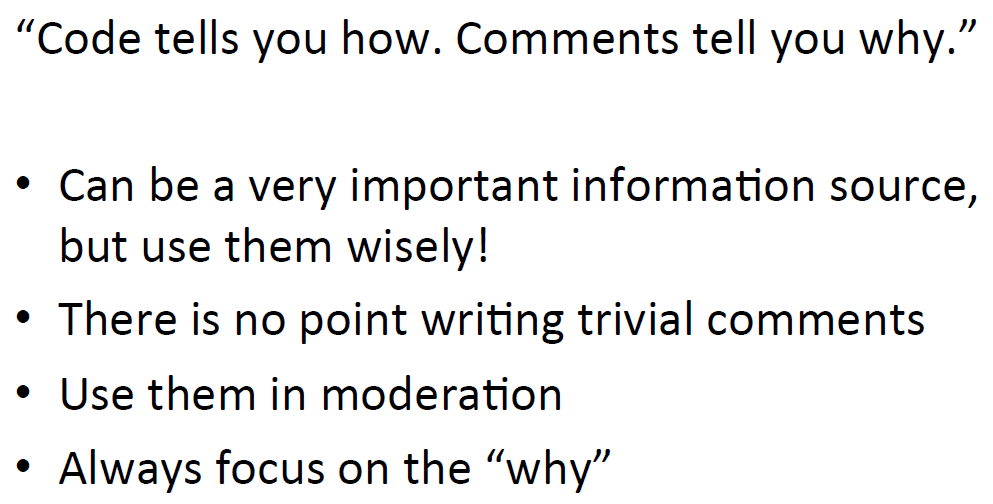 “Code tells you how. Comments tell you why.”
• Can be a very important information source,
but use them wisely!
• There is no point writing trivial comments
• Use them in moderation
• Always focus on the “why”